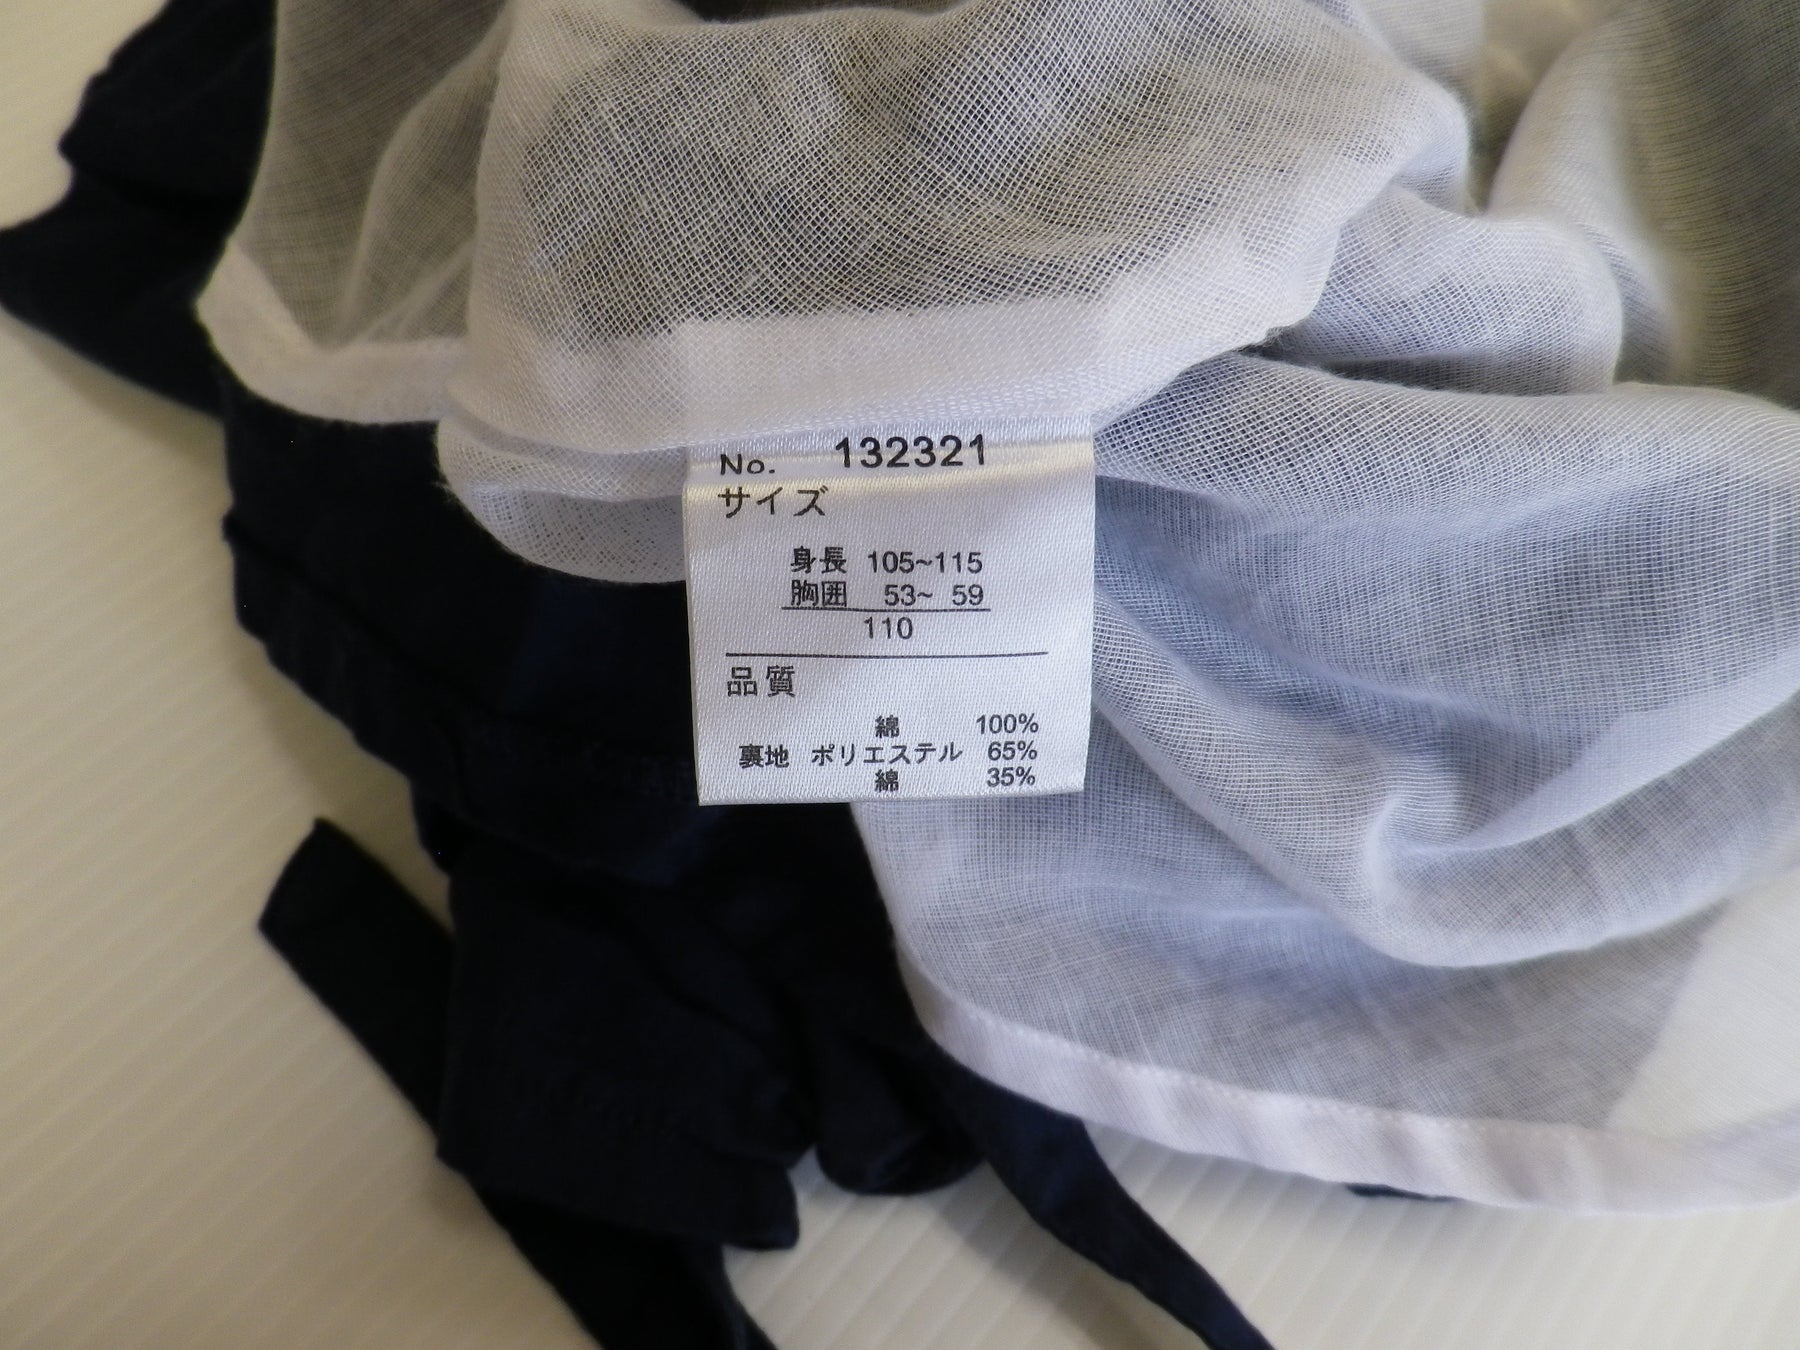 No. 132321
サイズ
身長 105~115
胸囲 53~ 59
110
品質
綿 100%
裏地 ポリエステル 65%
綿 35%